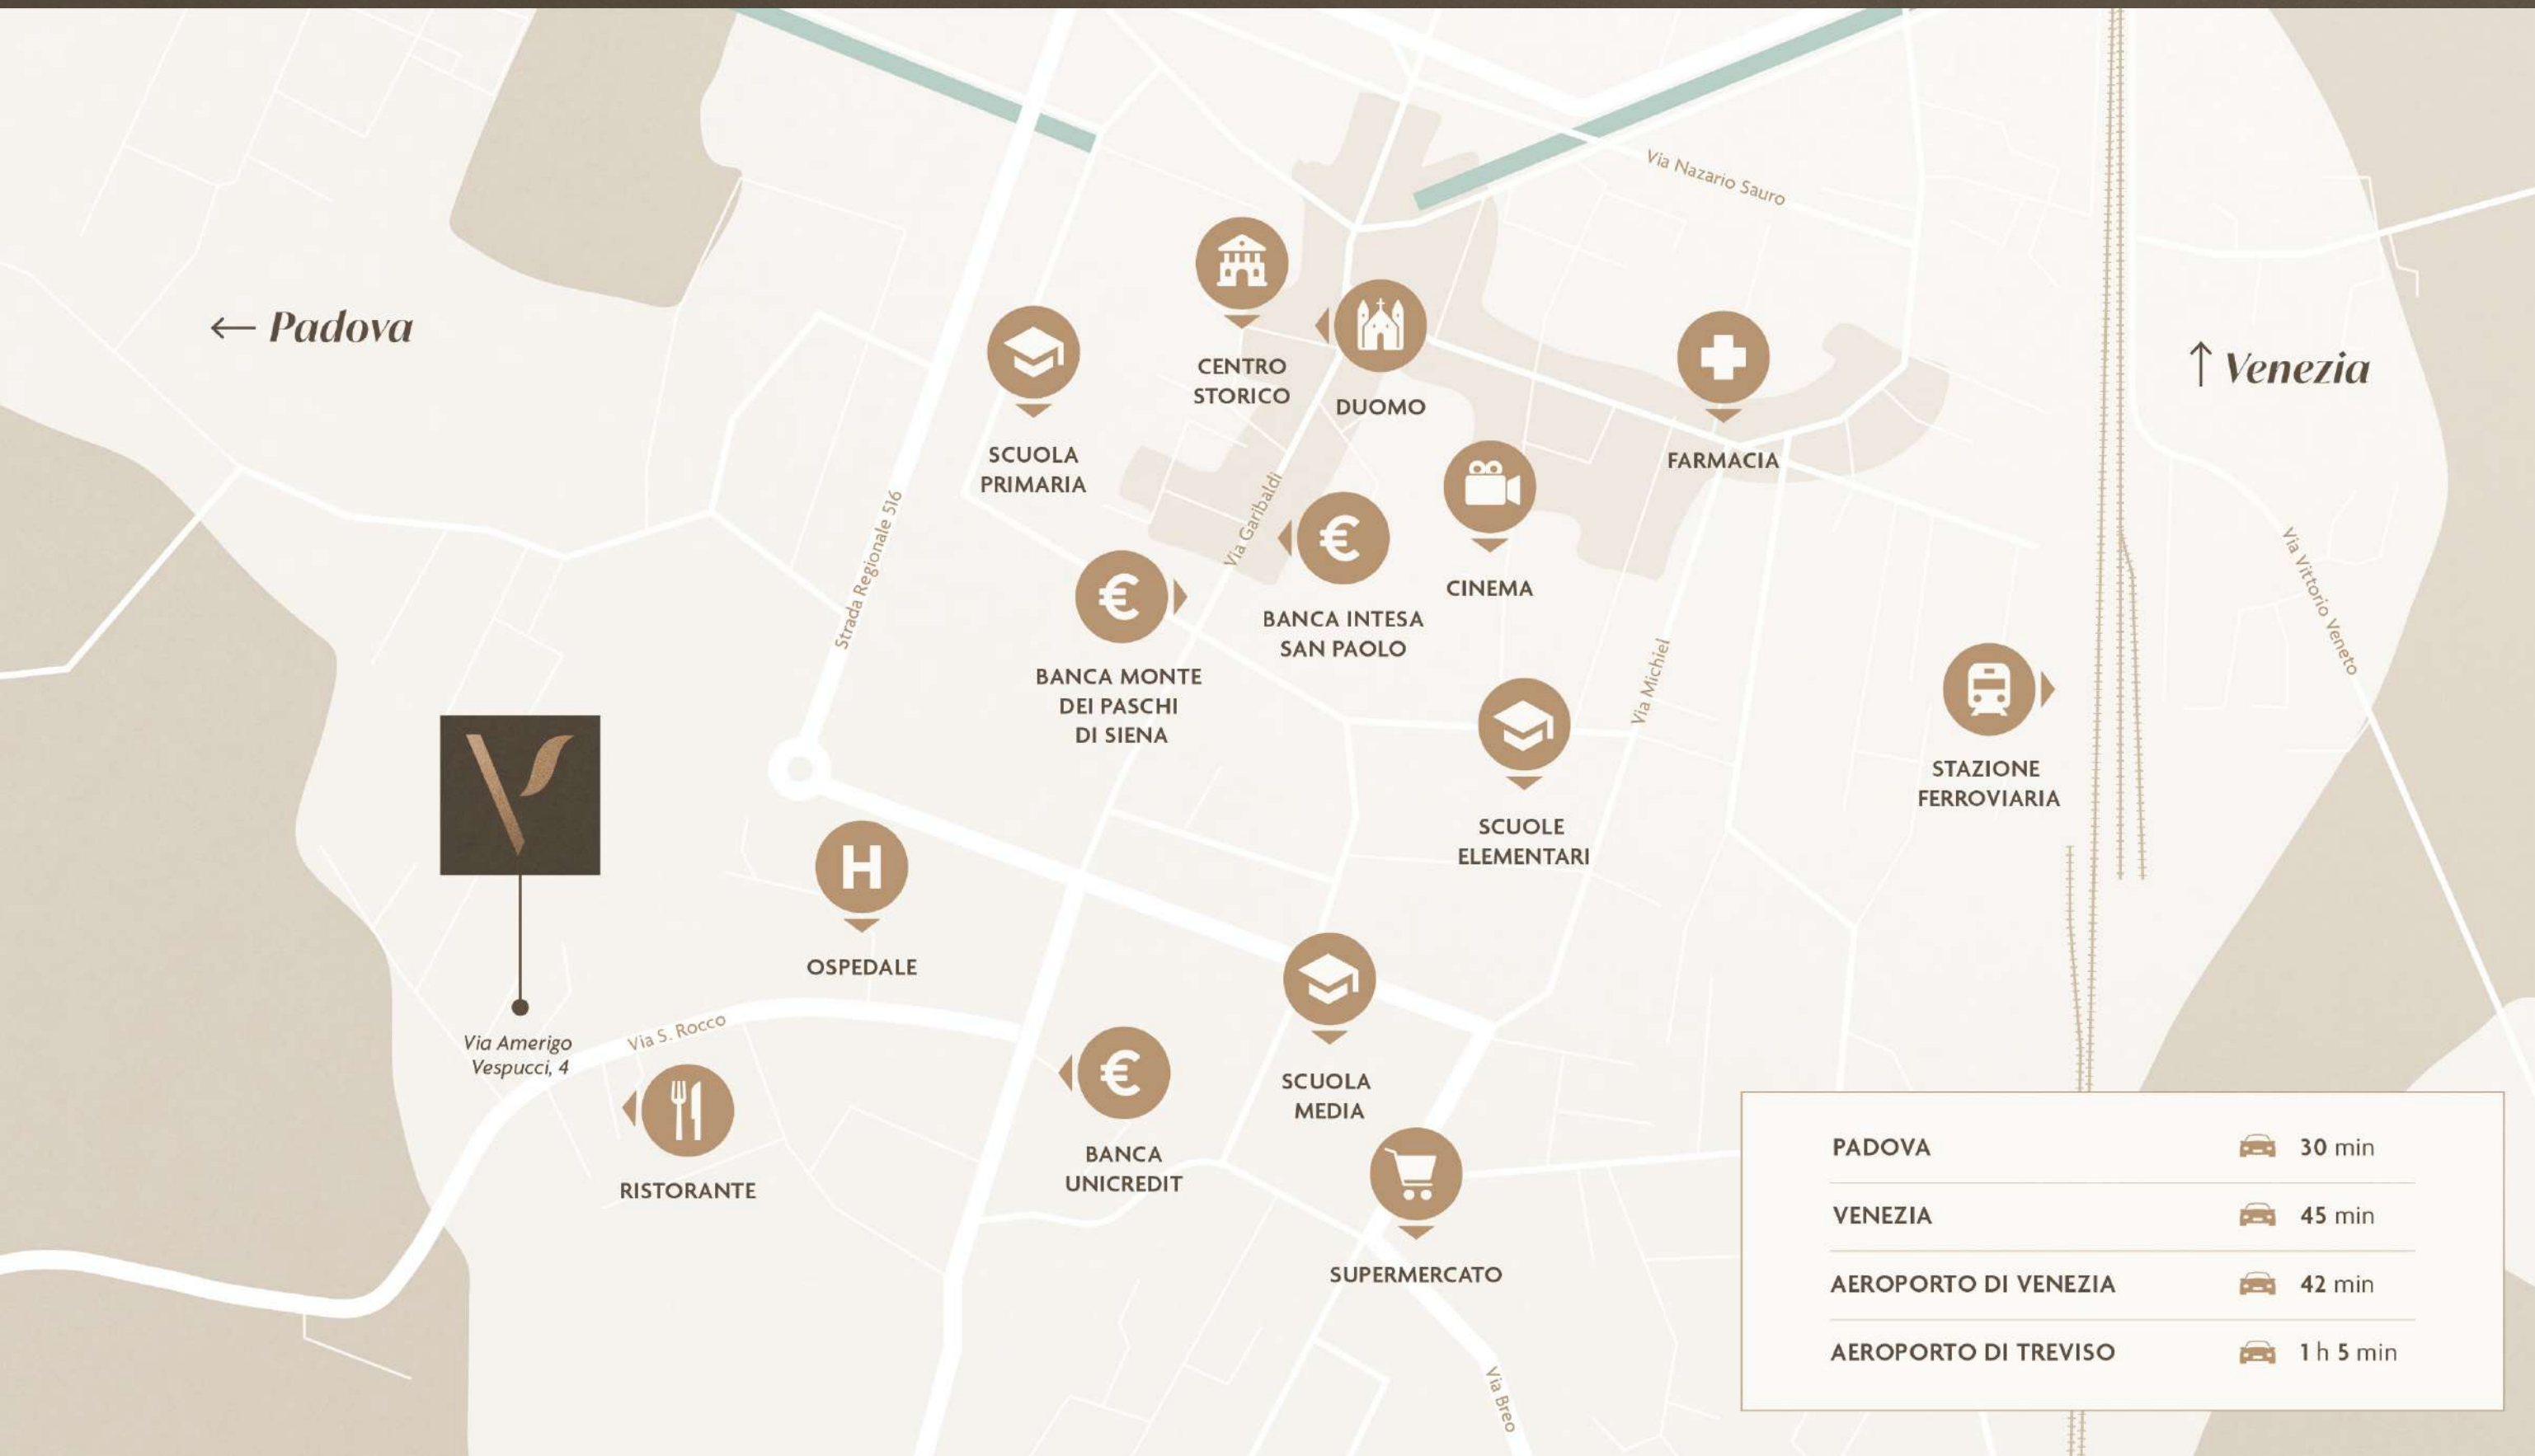 Via Nazario Sauro
← Padova
↑ Venezia
CENTRO
STORICO
DUOMO
SCUOLA
PRIMARIA
FARMACIA
Strada Regionale 516
Via Garibaldi
CINEMA
BANCA INTESA
SAN PAOLO
BANCA MONTE
DEI PASCHI
DI SIENA
Via Michiel
Via Vittorio Veneto
STAZIONE
FERROVIARIA
SCUOLE
ELEMENTARI
H
OSPEDALE
Via Amerigo
Vespucci, 4
Via S. Rocco
RISTORANTE
BANCA
UNICREDIT
SCUOLA
MEDIA
SUPERMERCATO
Via Breo
PADOVA 30 min
VENEZIA 45 min
AEROPORTO DI VENEZIA 42 min
AEROPORTO DI TREVISO 1 h 5 min